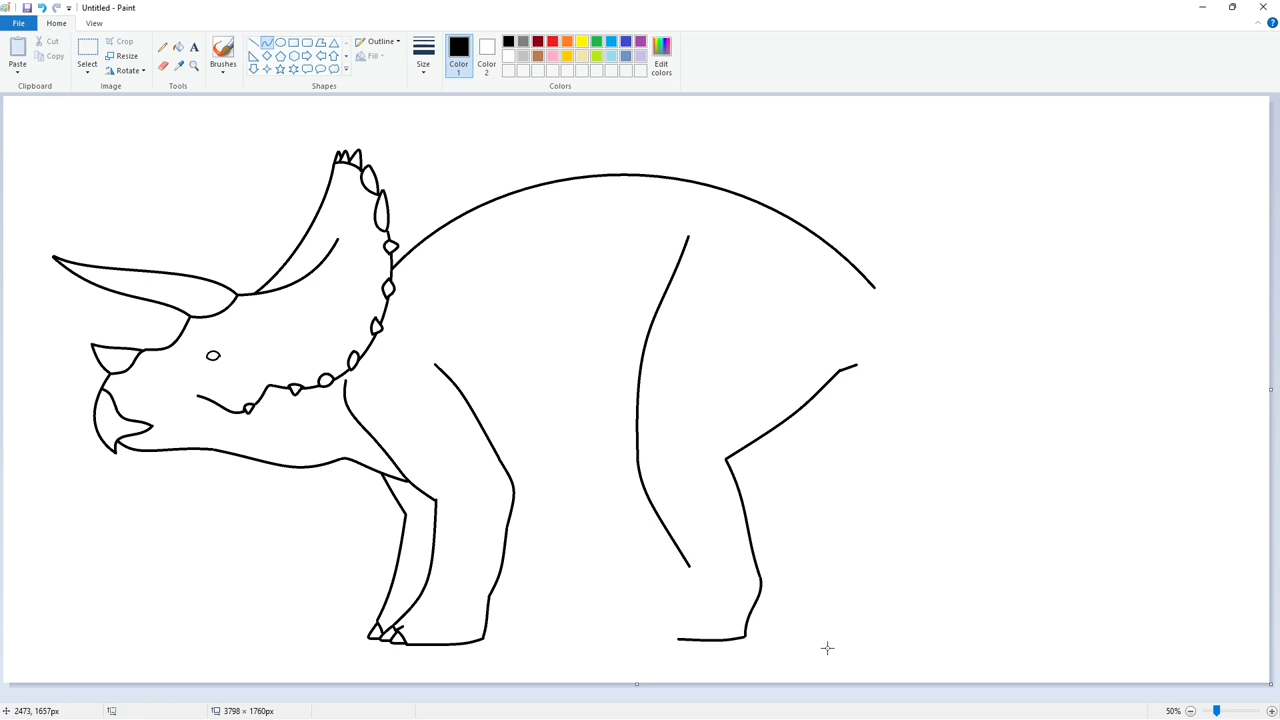 Untitled - Paint
File Home View
Cut Crop Outline
Copy Resize Fill
Paste Select Rotate Brushes Size Color 1 Color 2 Edit colors
A
Clipboard Image Tools Shapes Colors
2473, 1657px 3798 × 1760px 50%